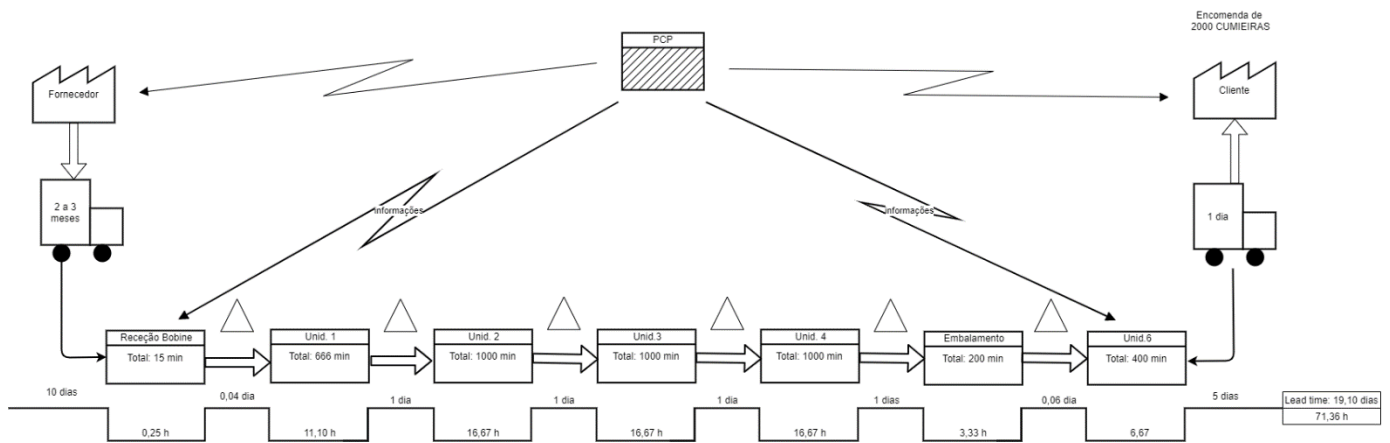 Encomenda de
2000 CUMIEIRAS
PCP
Fornecedor
Cliente
2 a 3
meses
1 dia
Informações
Informações
Receção Bobine
Total: 15 min
Unid. 1
Total: 666 min
Unid. 2
Total: 1000 min
Unid.3
Total: 1000 min
Unid. 4
Total: 1000 min
Embalamento
Total: 200 min
Unid.6
Total: 400 min
10 dias
0,04 dia
1 dia
1 dia
1 dia
1 dias
0,06 dia
5 dias
Lead time: 19,10 dias
71,36 h
0,25 h
11,10 h
16,67 h
16,67 h
16,67 h
3,33 h
6,67